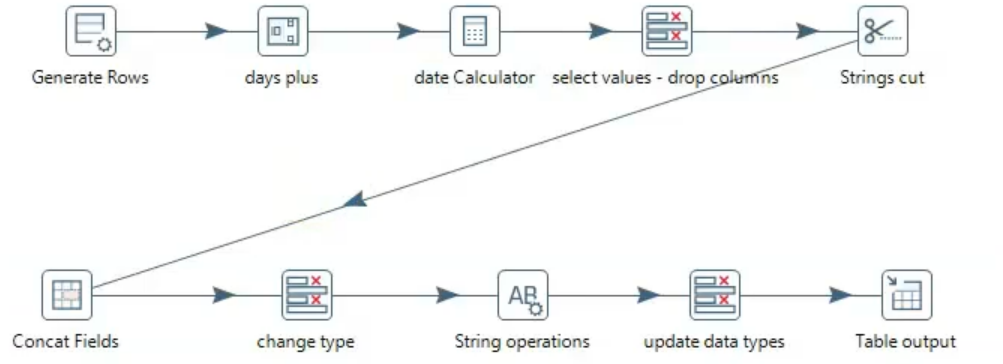 Generate Rows
days plus
date Calculator
select values - drop columns
Strings cut
Concat Fields
change type
AB
String operations
update data types
Table output